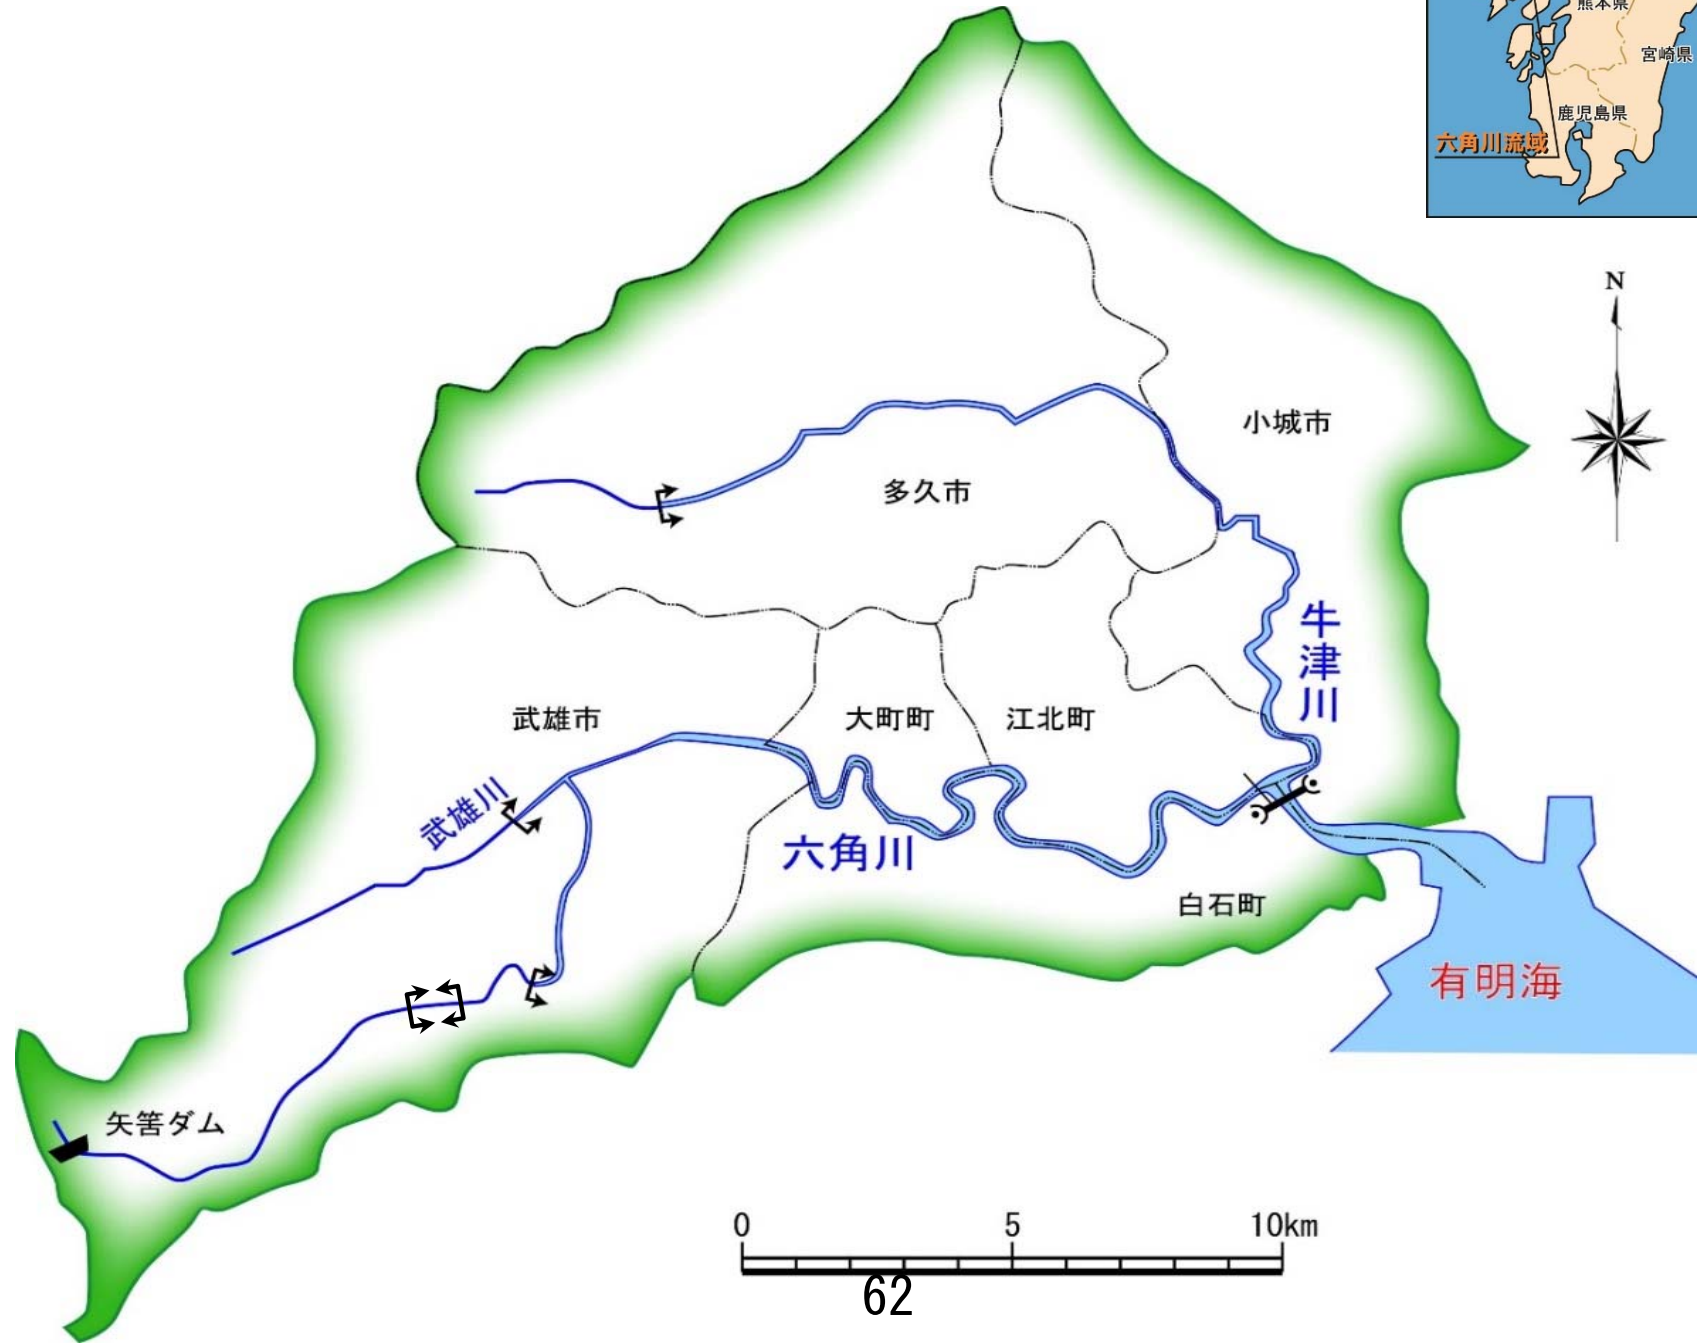 熊本県
宮崎県
鹿児島県
六角川流域
N
小城市
多久市
牛津川
武雄市
大町町
江北町
武雄川
六角川
白石町
有明海
矢筈ダム
0 5 10km
62